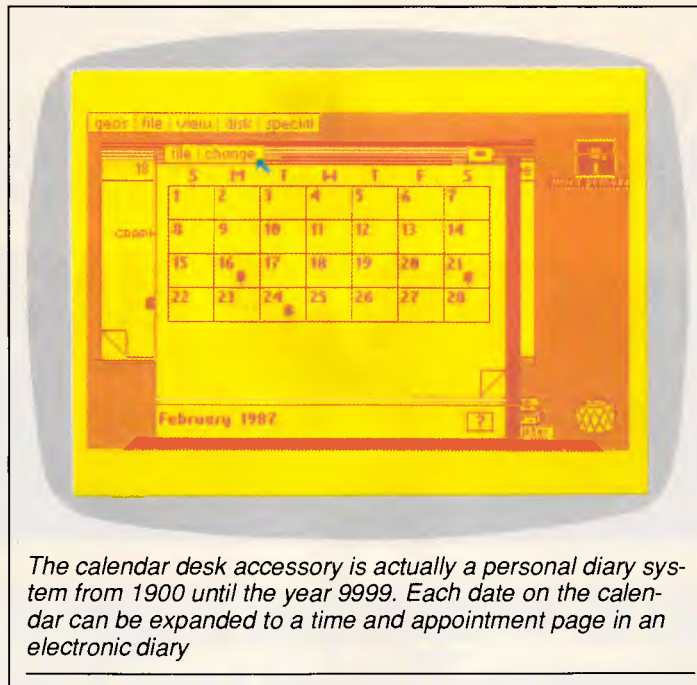 geos file view disk special
file change
18
S M T W T F S
1 2 3 4 5 6 7
8 9 10 11 12 13 14
15 16 17 18 19 20 21
22 23 24 25 26 27 28
February 1987
?
The calendar desk accessory is actually a personal diary sys-
tem from 1900 until the year 9999. Each date on the calen-
dar can be expanded to a time and appointment page in an
electronic diary